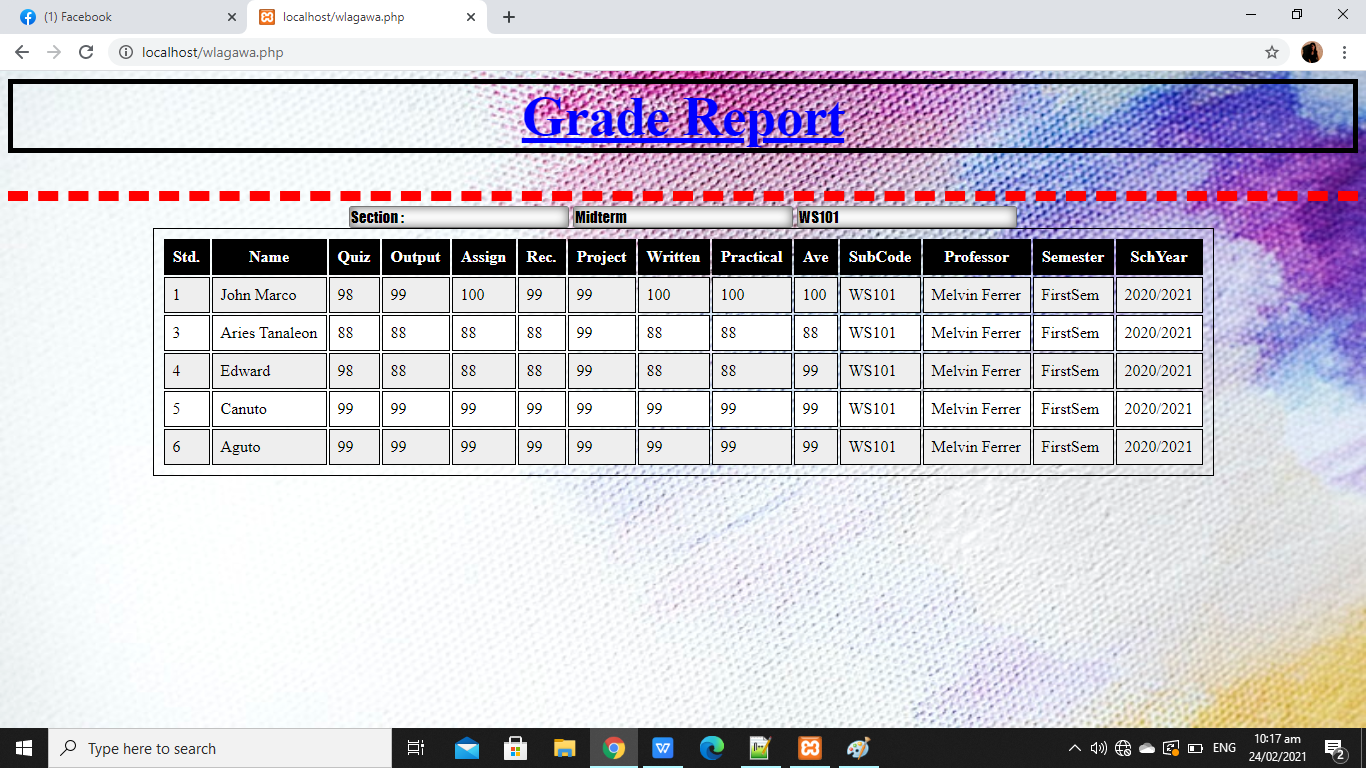 (1) Facebook
localhost/wlagawa.php
localhost/wlagawa.php
Grade Report
Section : Midterm WS101
Std. Name Quiz Output Assign Rec. Project Written Practical Ave SubCode Professor Semester SchYear
1 John Marco 98 99 100 99 99 100 100 100 WS101 Melvin Ferrer FirstSem 2020/2021
3 Aries Tanaleon 88 88 88 88 99 88 88 88 WS101 Melvin Ferrer FirstSem 2020/2021
4 Edward 98 88 88 88 99 88 88 99 WS101 Melvin Ferrer FirstSem 2020/2021
5 Canuto 99 99 99 99 99 99 99 99 WS101 Melvin Ferrer FirstSem 2020/2021
6 Aguto 99 99 99 99 99 99 99 99 WS101 Melvin Ferrer FirstSem 2020/2021
Type here to search
ENG
10:17 am
24/02/2021
2